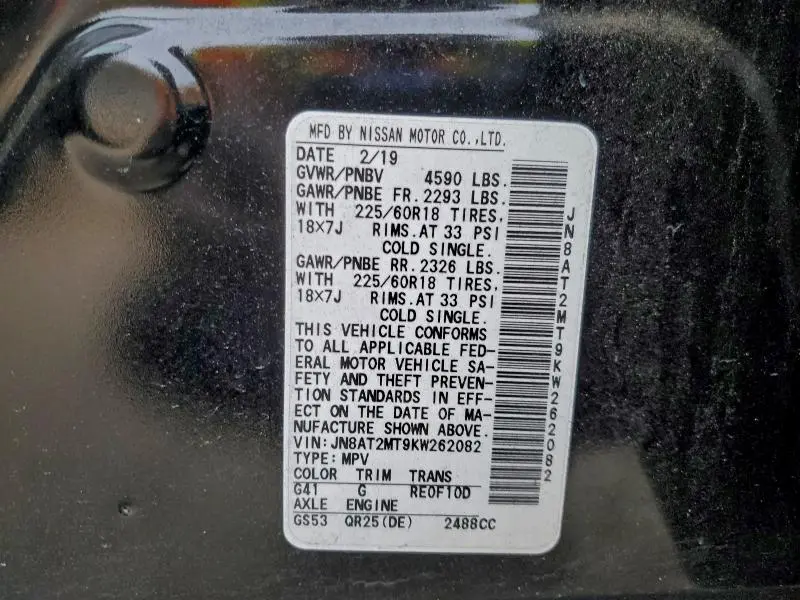 MFD BY NISSAN MOTOR CO.,LTD.
DATE 2/19
GVWR/PNBV 4590 LBS.
GAWR/PNBE FR. 2293 LBS.
WITH 225/60R18 TIRES,
18×7J RIMS.AT 33 PSI
COLD SINGLE.
GAWR/PNBE RR. 2326 LBS.
WITH 225/60R18 TIRES,
18×7J RIMS.AT 33 PSI
COLD SINGLE.
THIS VEHICLE CONFORMS
TO ALL APPLICABLE FED-
ERAL MOTOR VEHICLE SA-
FETY AND THEFT PREVEN-
TION STANDARDS IN EFF-
ECT ON THE DATE OF MA-
NUFACTURE SHOWN ABOVE.
VIN:JN8AT2MT9KW262082
TYPE:MPV
COLOR TRIM TRANS
G41 G RE0F10D
AXLE ENGINE
GS53 QR25(DE) 2488CC
JN8AT2MT9KW262082